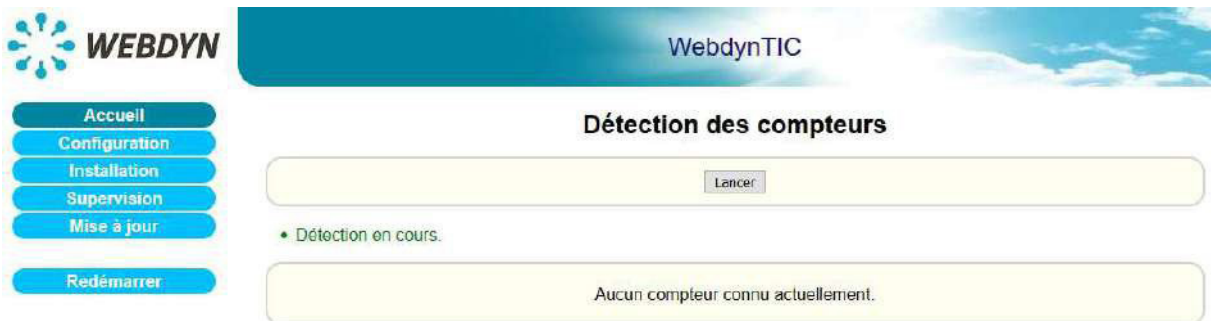 WEBDYN
WebdynTIC
Accueil
Configuration
Installation
Supervision
Mise à jour
Redémarrer
Détection des compteurs
Lancer
• Détection en cours.
Aucun compteur connu actuellement.